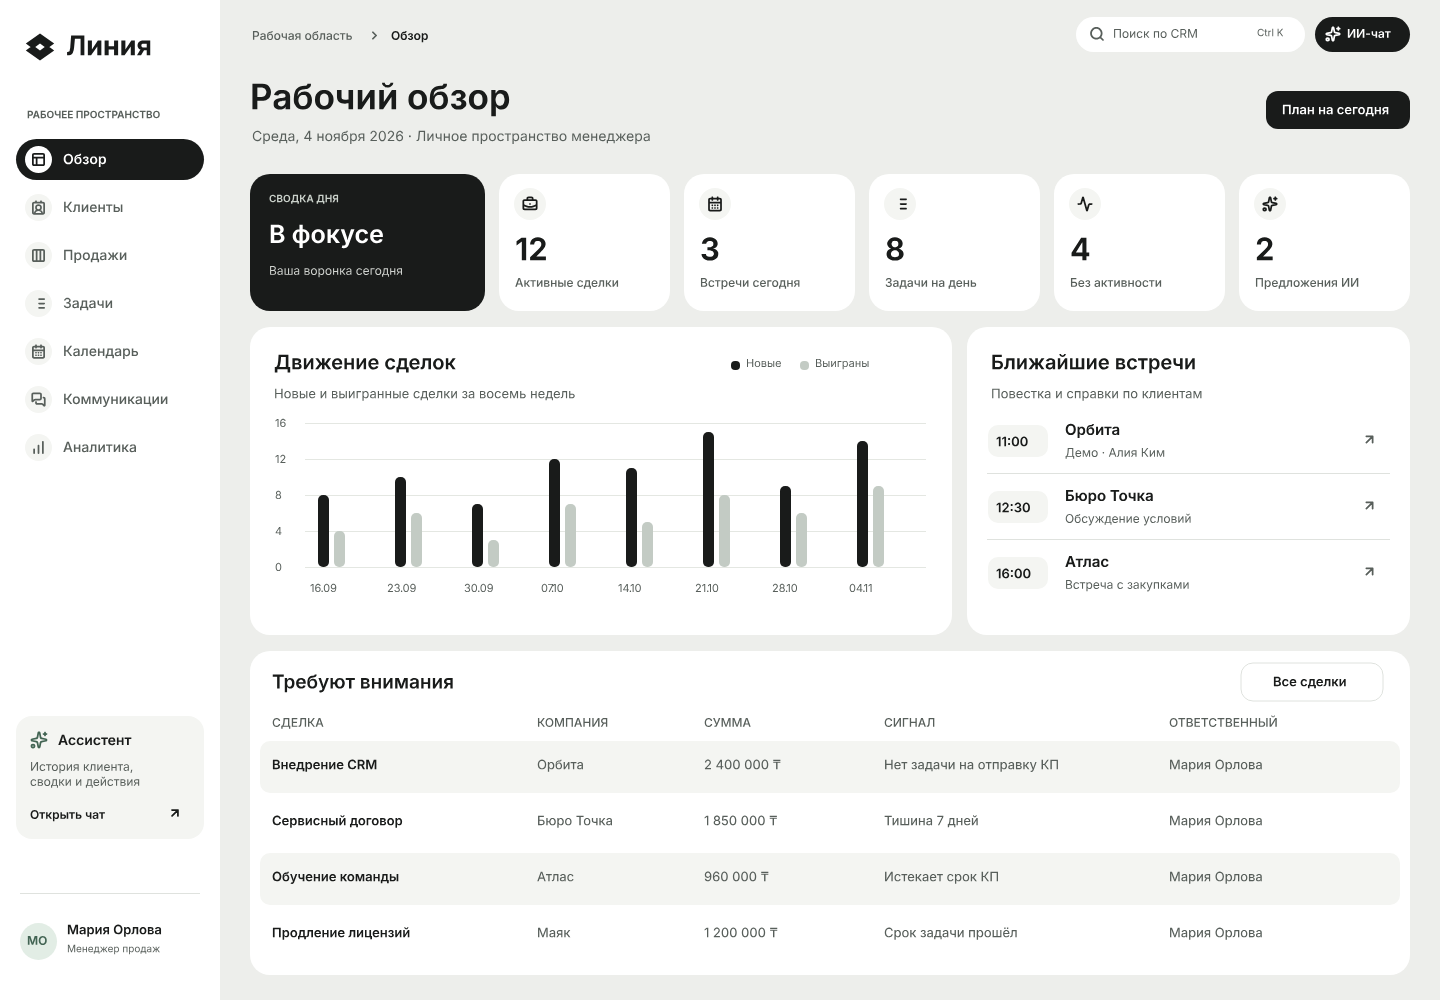 Линия
РАБОЧЕЕ ПРОСТРАНСТВО
Обзор
Клиенты
Продажи
Задачи
Календарь
Коммуникации
Аналитика
Ассистент
История клиента,
сводки и действия
Открыть чат
МО
Мария Орлова
Менеджер продаж
Рабочая область
Обзор
Поиск по CRM
Ctrl K
ИИ-чат
Рабочий обзор
Среда, 4 ноября 2026 · Личное пространство менеджера
План на сегодня
СВОДКА ДНЯ
В фокусе
Ваша воронка сегодня
12
Активные сделки
3
Встречи сегодня
8
Задачи на день
4
Без активности
2
Предложения ИИ
Движение сделок
Новые
Выиграны
Новые и выигранные сделки за восемь недель
16
12
8
4
0
16.09 23.09 30.09 07.10 14.10 21.10 28.10 04.11
Ближайшие встречи
Повестка и справки по клиентам
11:00
Орбита
Демо · Алия Ким
12:30
Бюро Точка
Обсуждение условий
16:00
Атлас
Встреча с закупками
Требуют внимания
Все сделки
СДЕЛКА КОМПАНИЯ СУММА СИГНАЛ ОТВЕТСТВЕННЫЙ
Внедрение CRM Орбита 2 400 000 ₸ Нет задачи на отправку КП Мария Орлова
Сервисный договор Бюро Точка 1 850 000 ₸ Тишина 7 дней Мария Орлова
Обучение команды Атлас 960 000 ₸ Истекает срок КП Мария Орлова
Продление лицензий Маяк 1 200 000 ₸ Срок задачи прошёл Мария Орлова